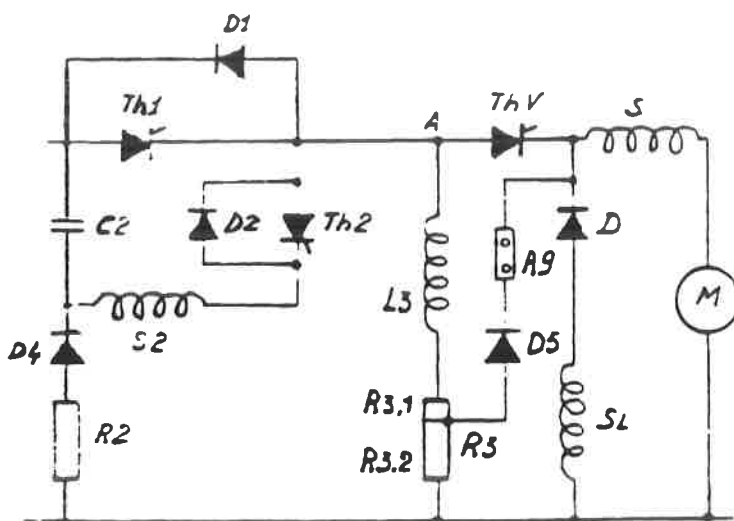 D1
Th1
A
ThV
S
C2
D2
Th2
D
L3
A9
M
D4
S2
D5
R3.1
SL
R2
R3
R3.2